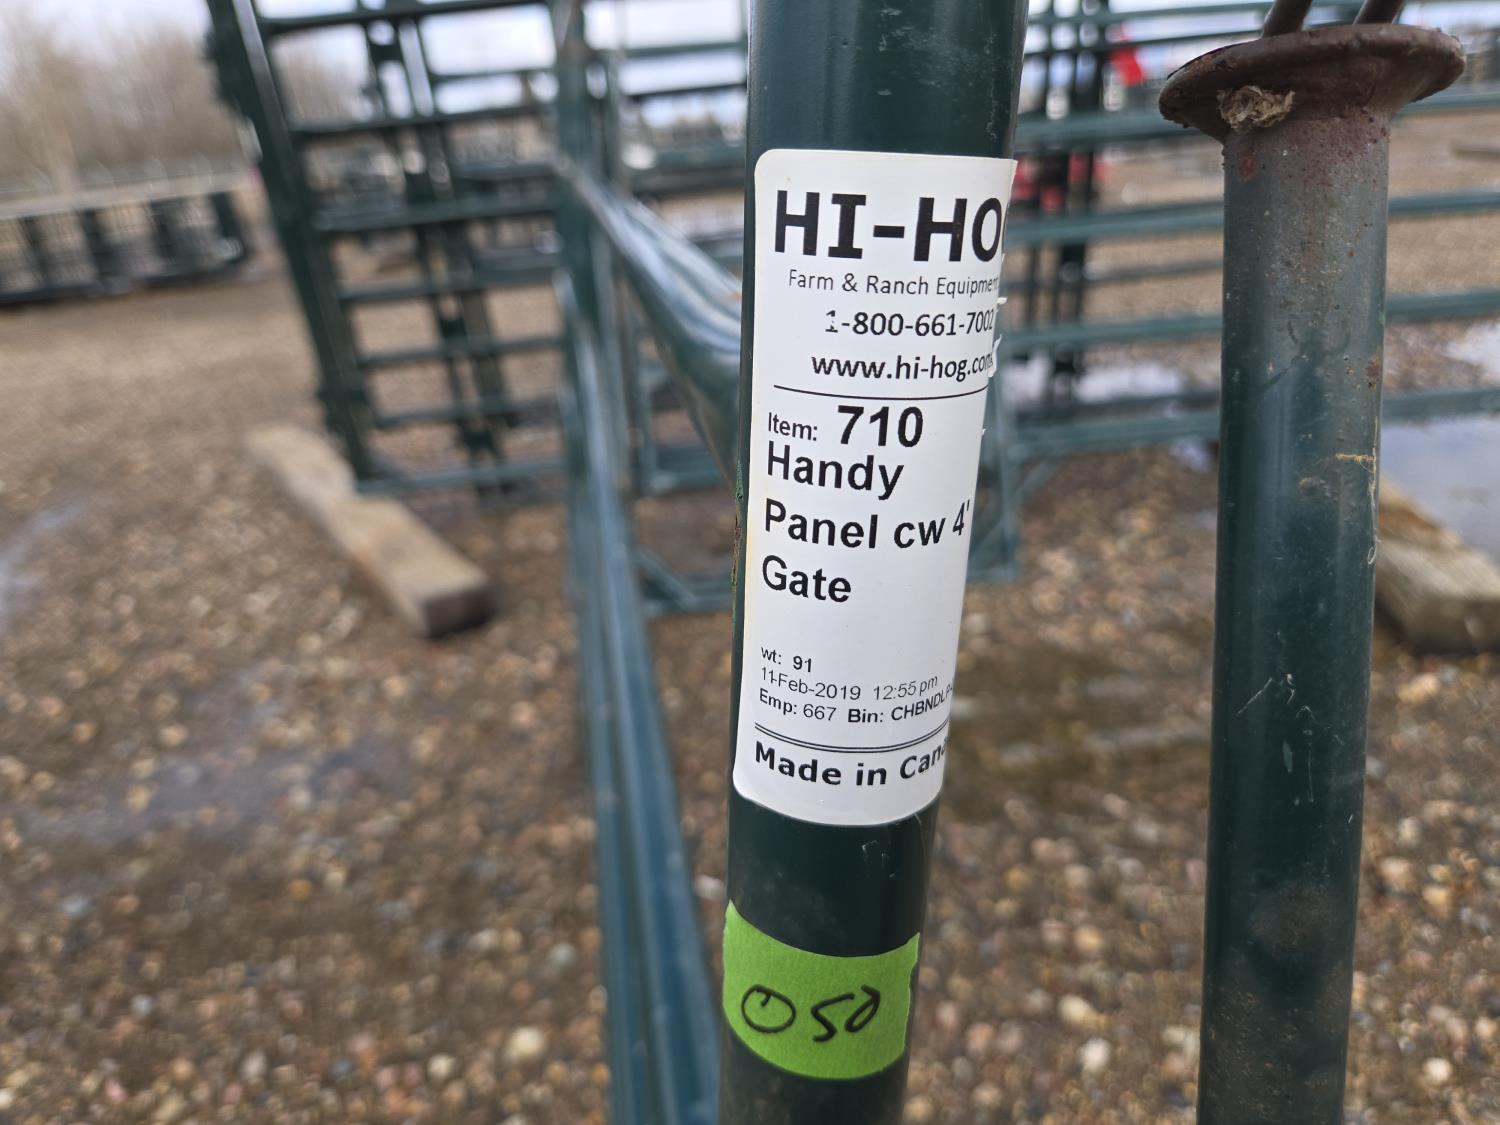 HI-HO
Farm & Ranch Equipment
1-800-661-7002
www.hi-hog.com
Item: 710
Handy
Panel cw 4'
Gate
wt: 91
11-Feb-2019 12:55 pm
Emp: 667 Bin: CHBNDLP
Made in Cana
050